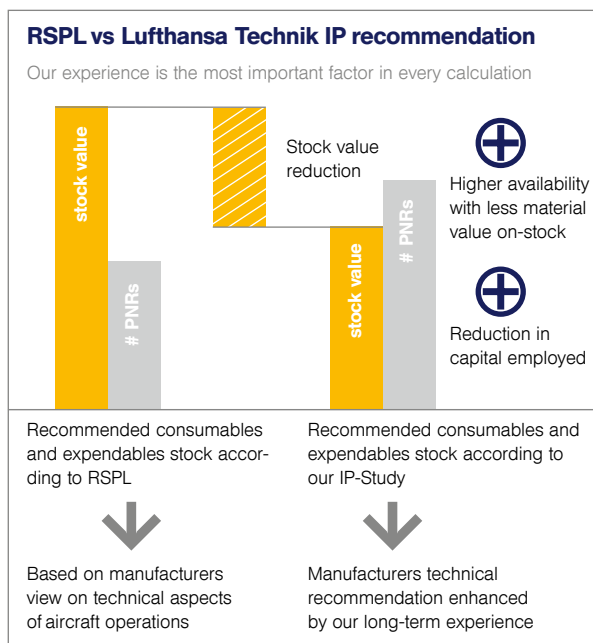 RSPL vs Lufthansa Technik IP recommendation
Our experience is the most important factor in every calculation
stock value
# PNRs
Stock value
reduction
stock value
# PNRs
Higher availability
with less material
value on-stock
Reduction in
capital employed
Recommended consumables
and expendables stock accor-
ding to RSPL
Recommended consumables and
expendables stock according to
our IP-Study
Based on manufacturers
view on technical aspects
of aircraft operations
Manufacturers technical
recommendation enhanced
by our long-term experience